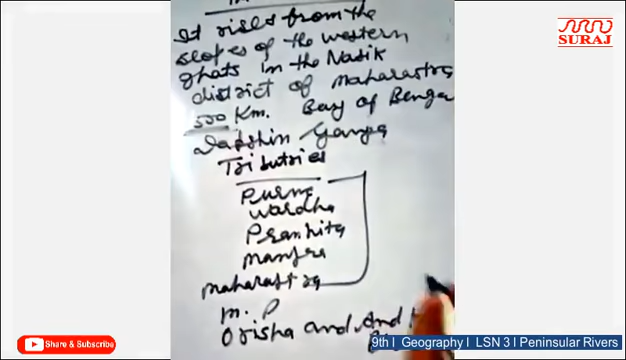 It rises from the
slopes of the western
ghats in the Nasik
district of Maharastra
Km. Bay of Bengal
Dakshin Ganga
Tributries
Purna
Wardha
Pranhita
Manjra
Maharastra
M. P
Orisha and And
SURAJ
Share & Subscribe
9th I Geography I LSN 3 I Peninsular Rivers